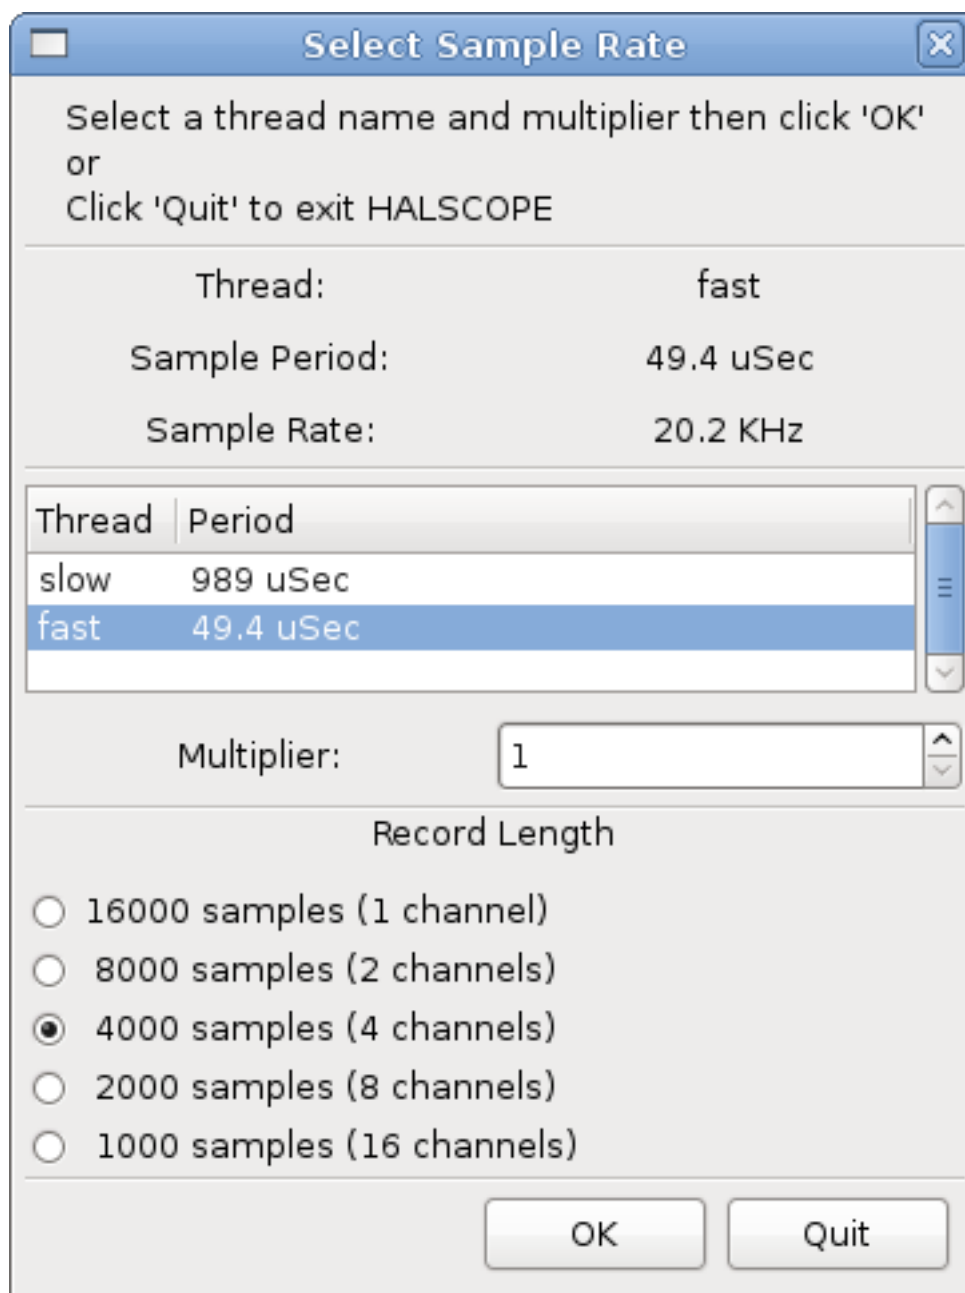 Select Sample Rate
Select a thread name and multiplier then click 'OK'
or
Click 'Quit' to exit HALSCOPE
Thread: fast
Sample Period: 49.4 uSec
Sample Rate: 20.2 KHz
Thread Period
slow 989 uSec
fast 49.4 uSec
Multiplier: 1
Record Length
16000 samples (1 channel)
8000 samples (2 channels)
4000 samples (4 channels)
2000 samples (8 channels)
1000 samples (16 channels)
OK Quit